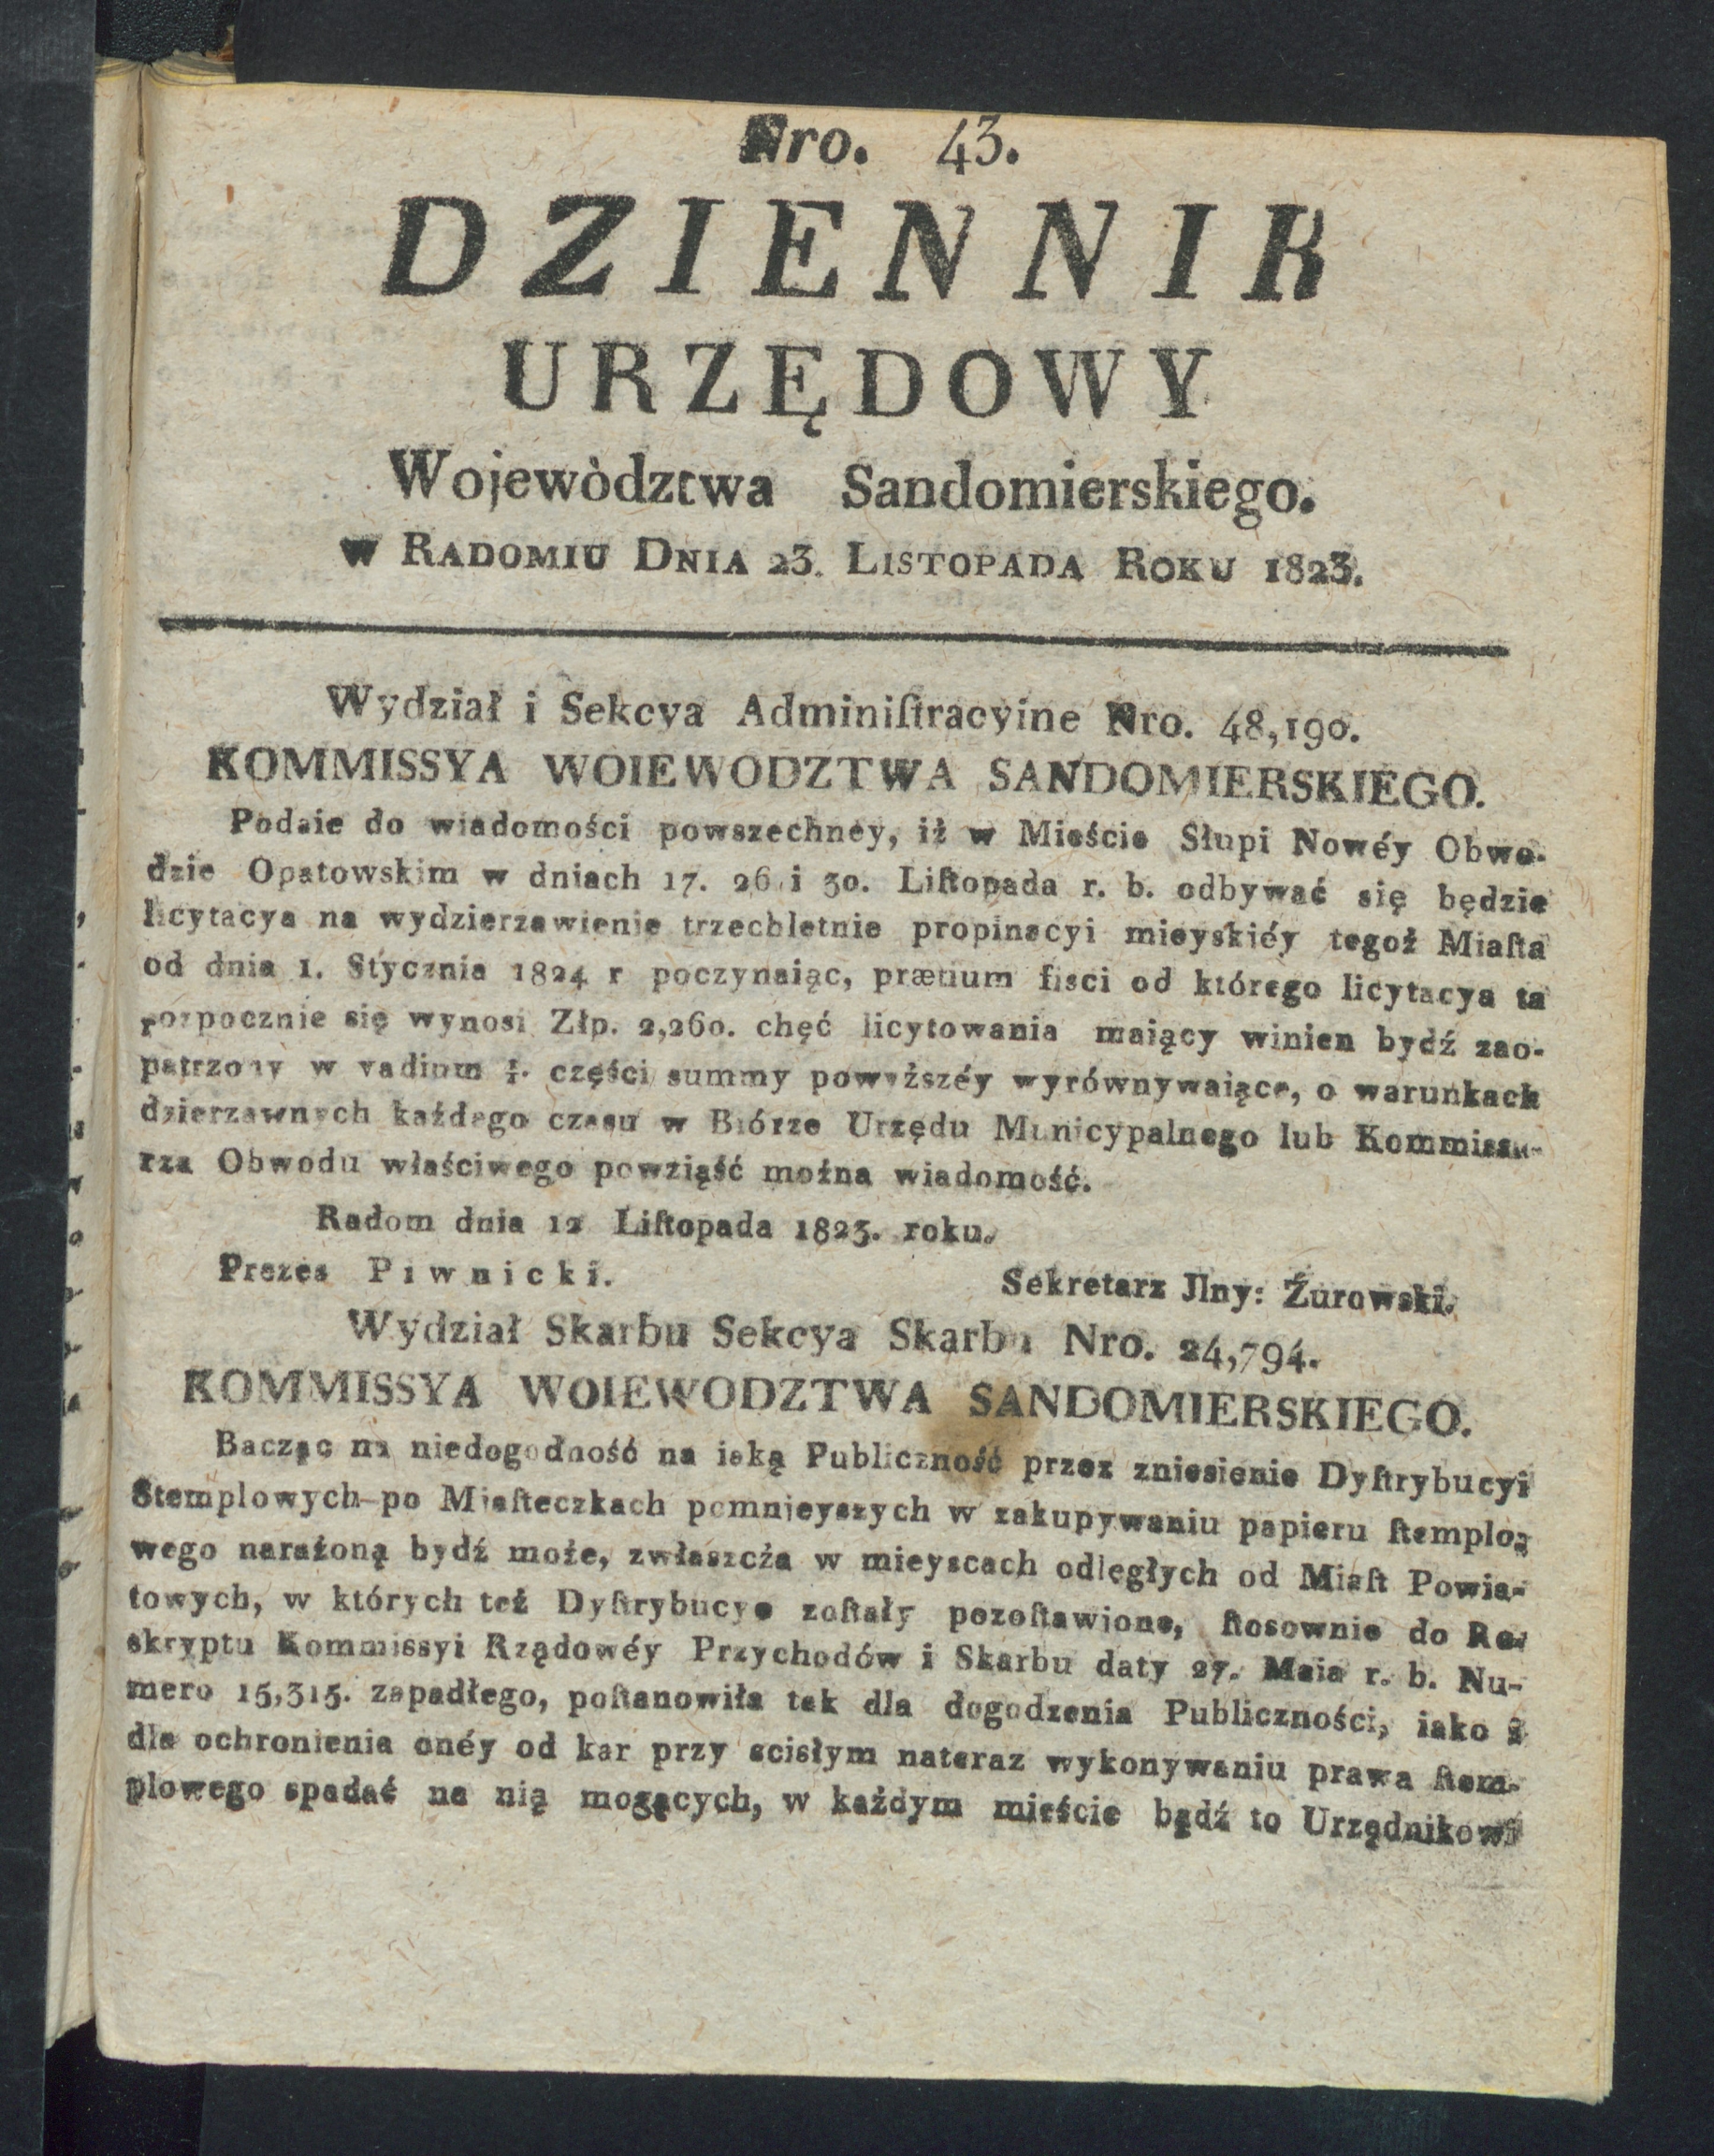 Nro. 43.
DZIENNIK
URZĘDOWY
Wojewòdztwa Sandomierskiego.
w RADOMIU DNIA 23. LISTOPADA ROKU 1823.
Wydział i Sekcya Adminiſtracyine Nro. 48,190.
KOMMISSYA WOIEWODZTWA SANDOMIERSKIEGO.
Podaie do wiadomości powszechney, iż w Mieście Słupi Nowéy Obwo-
dzie Opatowskim w dniach 17. 26. i 30. Liſtopada r. b. odbywać się będzie
licytacya na wydzierzawienie trzechletnie propinacyi mieyskiéy tegoż Miaſta
od dnia 1. Stycznia 1824 r poczynaiąc, prætium fisci od którego licytacya ta
rozpocznie się wynosi Złp. 2,260. chęć licytowania maiący winien bydź zao-
patrzony w vadium części summy powyższéy wyrównywaiące, o warunkach
dzierzawnych każdego czasu w Biórze Urzędu Municypalnego lub Kommissa-
rza Obwodu właściwego powziąść można wiadomość.
Radom dnia 12 Liſtopada 1823. roku.
Prezes Piwnicki. Sekretarz Jlny: Żurowski.
Wydział Skarbu Sekcya Skarbu Nro. 24,794.
KOMMISSYA WOIEWODZTWA SANDOMIERSKIEGO.
Bacząc na niedogodność na iaką Publiczność przez zniesienie Dyſtrybucyi
Stemplowych po Miaſteczkach pomnieyszych w zakupywaniu papieru ſtemplo-
wego narażoną bydź może, zwłaszcża w mieyscach odległych od Miaſt Powia-
towych, w których też Dyſtrybucye zoſtały pozoſtawione, ſtosownie do Re-
skryptu Kommissyi Rządowéy Przychodów i Skarbu daty 27. Maia r. b. Nu-
mero 15,315. zapadłego, poſtanowiła tak dla dogodzenia Publiczności, iako i
dla ochronienia onéy od kar przy scisłym nateraz wykonywaniu prawa ſtem-
plowego spadać na nią mogących, w każdym mieście bądź to Urzędnikowi